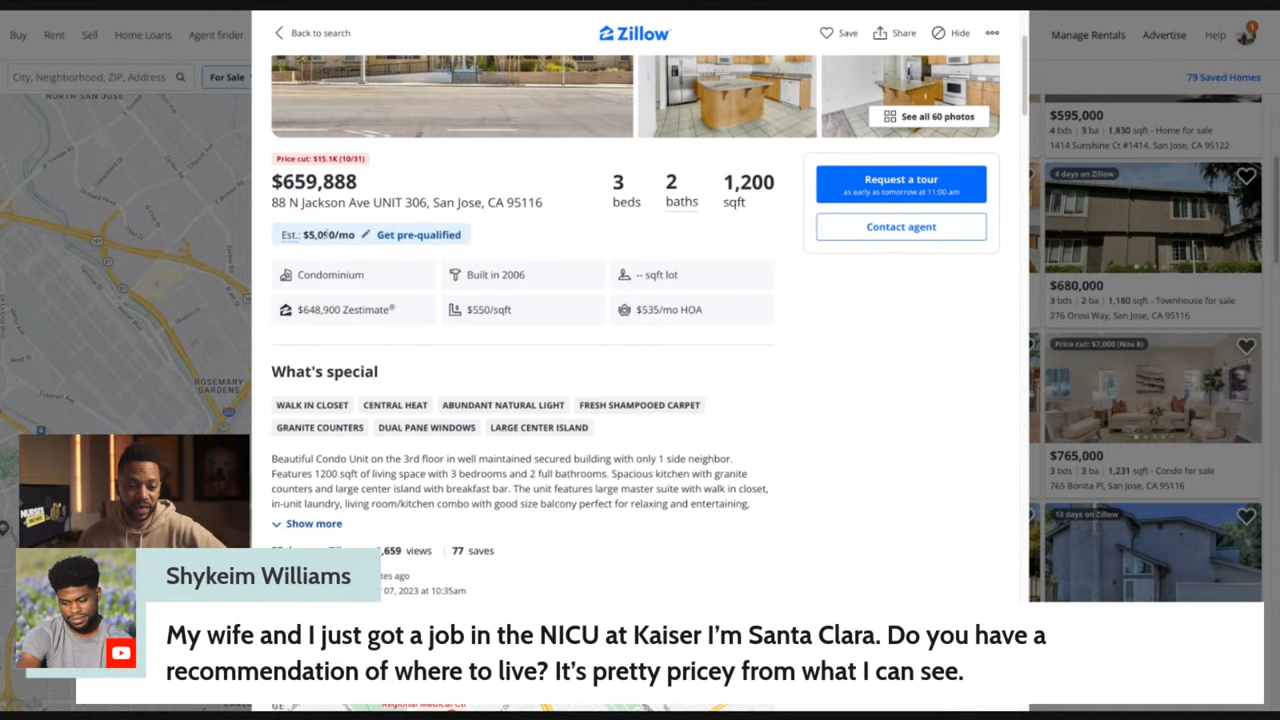 Buy Rent Sell Home Loans Agent finder
Back to search
Zillow
Save
Share
Hide
Manage Rentals
Advertise
Help
1
City, Neighborhood, ZIP, Address
For Sale
79 Saved Homes
NORTH SAN JOSE
See all 60 photos
Price cut: $15.1K (10/31)
$659,888
88 N Jackson Ave UNIT 306, San Jose, CA 95116
3 beds
2 baths
1,200 sqft
Request a tour
as early as tomorrow at 11:00 am
Contact agent
Est.: $5,090/mo
Get pre-qualified
Condominium
Built in 2006
-- sqft lot
$648,900 Zestimate®
$550/sqft
$535/mo HOA
What's special
WALK IN CLOSET
CENTRAL HEAT
ABUNDANT NATURAL LIGHT
FRESH SHAMPOOED CARPET
GRANITE COUNTERS
DUAL PANE WINDOWS
LARGE CENTER ISLAND
Beautiful Condo Unit on the 3rd floor in well maintained secured building with only 1 side neighbor.
Features 1200 sqft of living space with 3 bedrooms and 2 full bathrooms. Spacious kitchen with granite
counters and large center island with breakfast bar. The unit features large master suite with walk in closet,
in-unit laundry, living room/kitchen combo with good size balcony perfect for relaxing and entertaining,
Show more
,659 views
77 saves
tes ago
07, 2023 at 10:35am
$595,000
4 bds | 3 ba | 1,830 sqft - Home for sale
1414 Sunshine Ct #1414, San Jose, CA 95122
4 days on Zillow
$680,000
3 bds | 2 ba | 1,180 sqft - Townhouse for sale
276 Orosi Way, San Jose, CA 95116
Price cut: $7,000 (Nov 8)
$765,000
3 bds | 3 ba | 1,231 sqft - Condo for sale
765 Bonita Pl, San Jose, CA 95116
13 days on Zillow
ROSEMARY
GARDENS
Shykeim Williams
My wife and I just got a job in the NICU at Kaiser I'm Santa Clara. Do you have a
recommendation of where to live? It's pretty pricey from what I can see.
Regional Medical